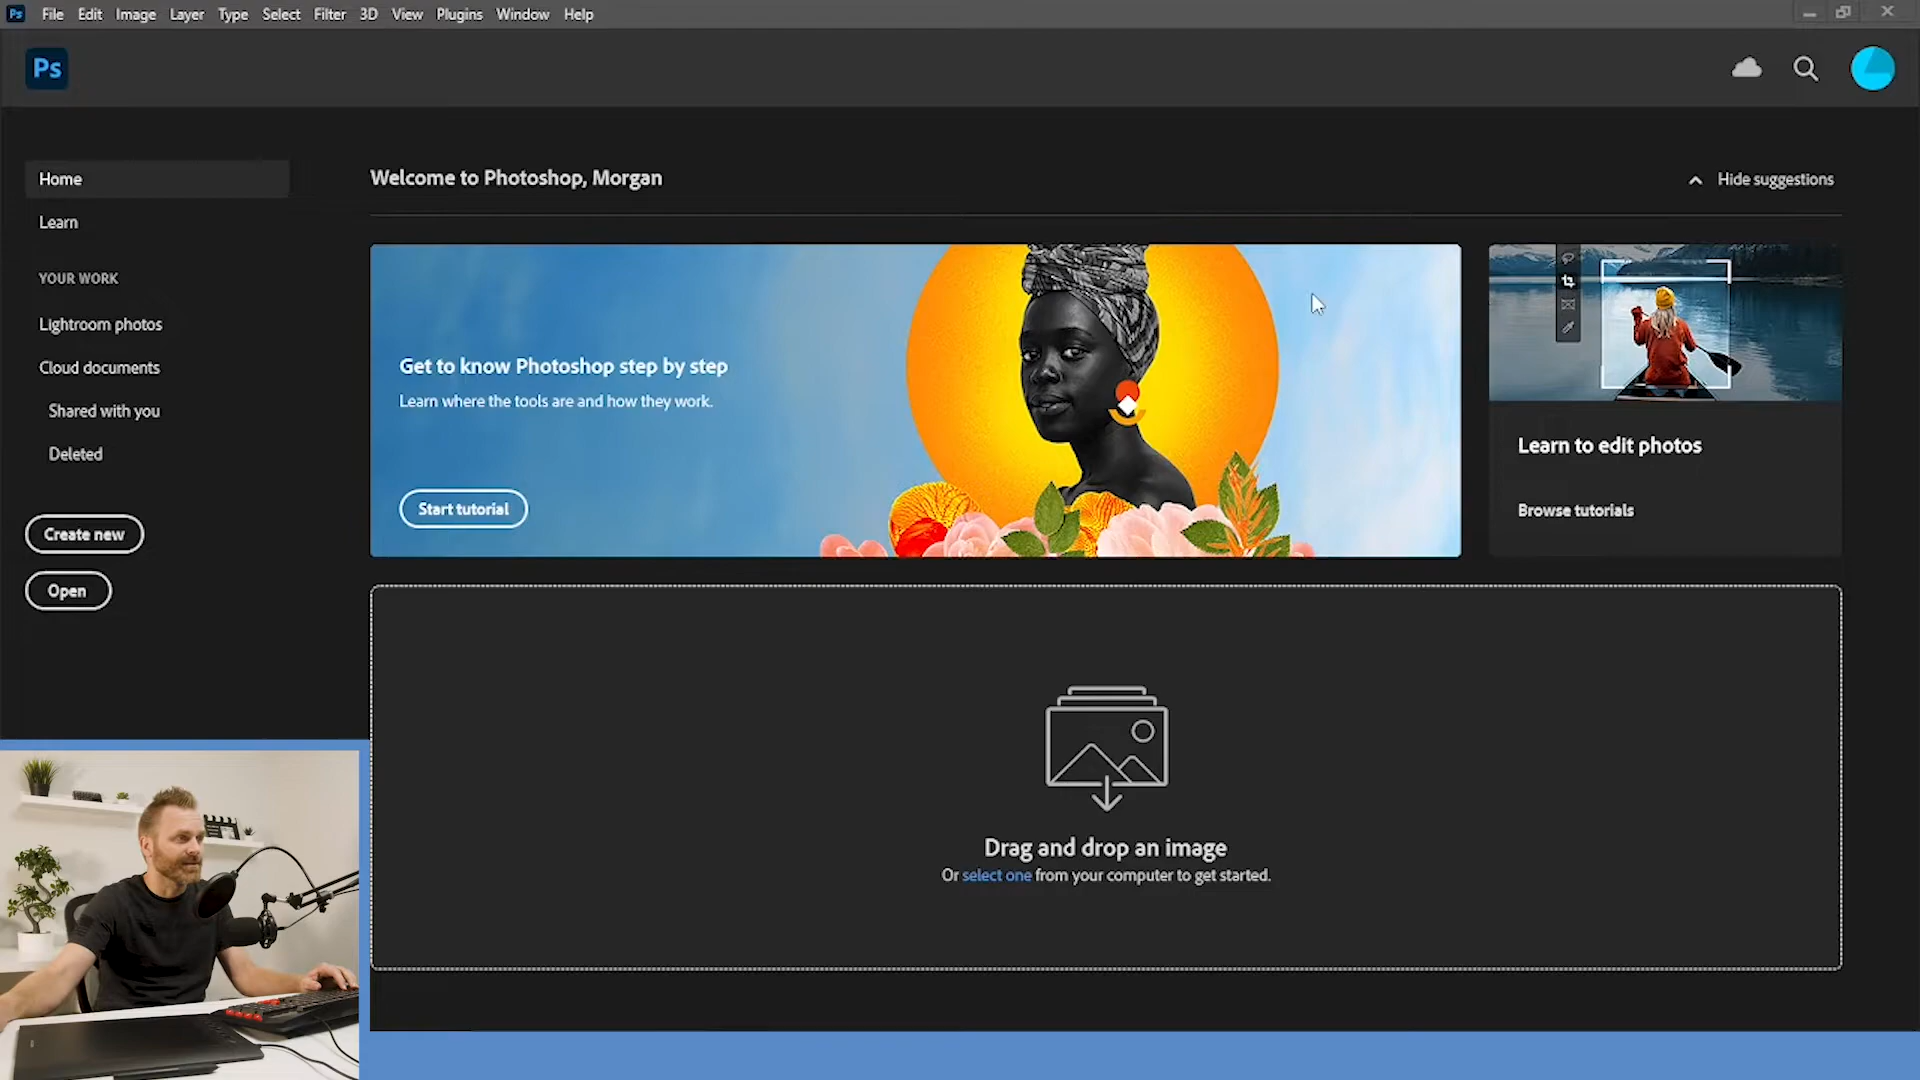 Ps File Edit Image Layer Type Select Filter 3D View Plugins Window Help
Ps
Home
Learn
YOUR WORK
Lightroom photos
Cloud documents
Shared with you
Deleted
Create new
Open
Welcome to Photoshop, Morgan
Hide suggestions
Get to know Photoshop step by step
Learn where the tools are and how they work.
Start tutorial
Learn to edit photos
Browse tutorials
Drag and drop an image
Or select one from your computer to get started.